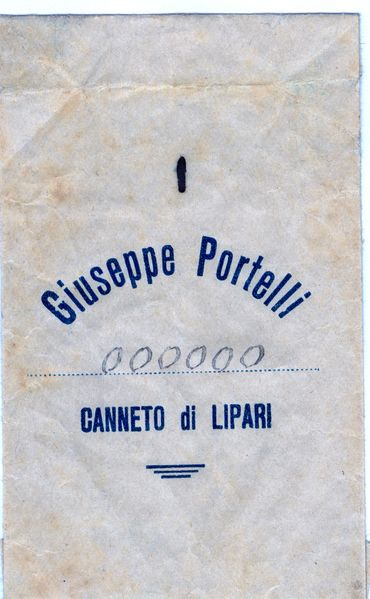 1
Giuseppe Portelli
000000
CANNETO di LIPARI